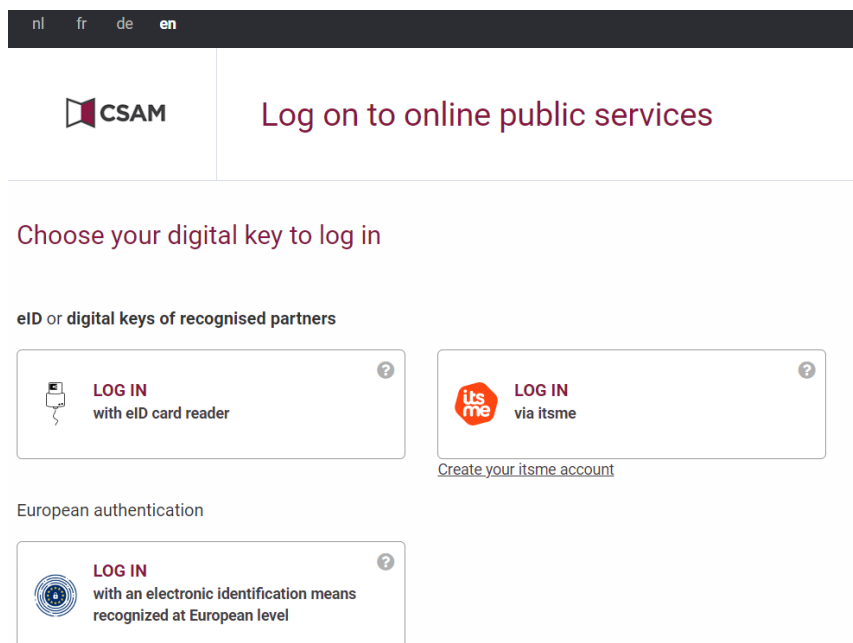 nl fr de en
CSAM
Log on to online public services
Choose your digital key to log in
eID or digital keys of recognised partners
?
LOG IN
with eID card reader
?
its
me
LOG IN
via itsme
Create your itsme account
European authentication
?
LOG IN
with an electronic identification means
recognized at European level